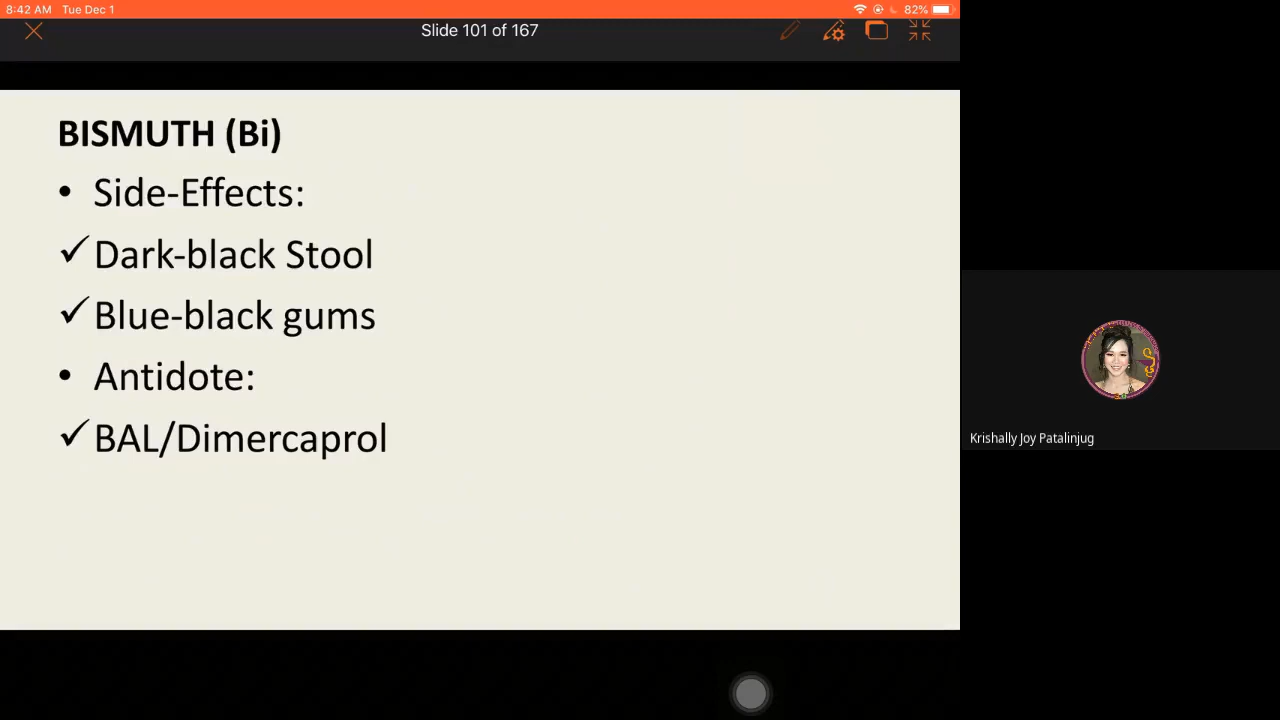 8:42 AM Tue Dec 1 82%
Slide 101 of 167
BISMUTH (Bi)
• Side-Effects:
✓ Dark-black Stool
✓ Blue-black gums
• Antidote:
✓ BAL/Dimercaprol
Krishally Joy Patalinjug